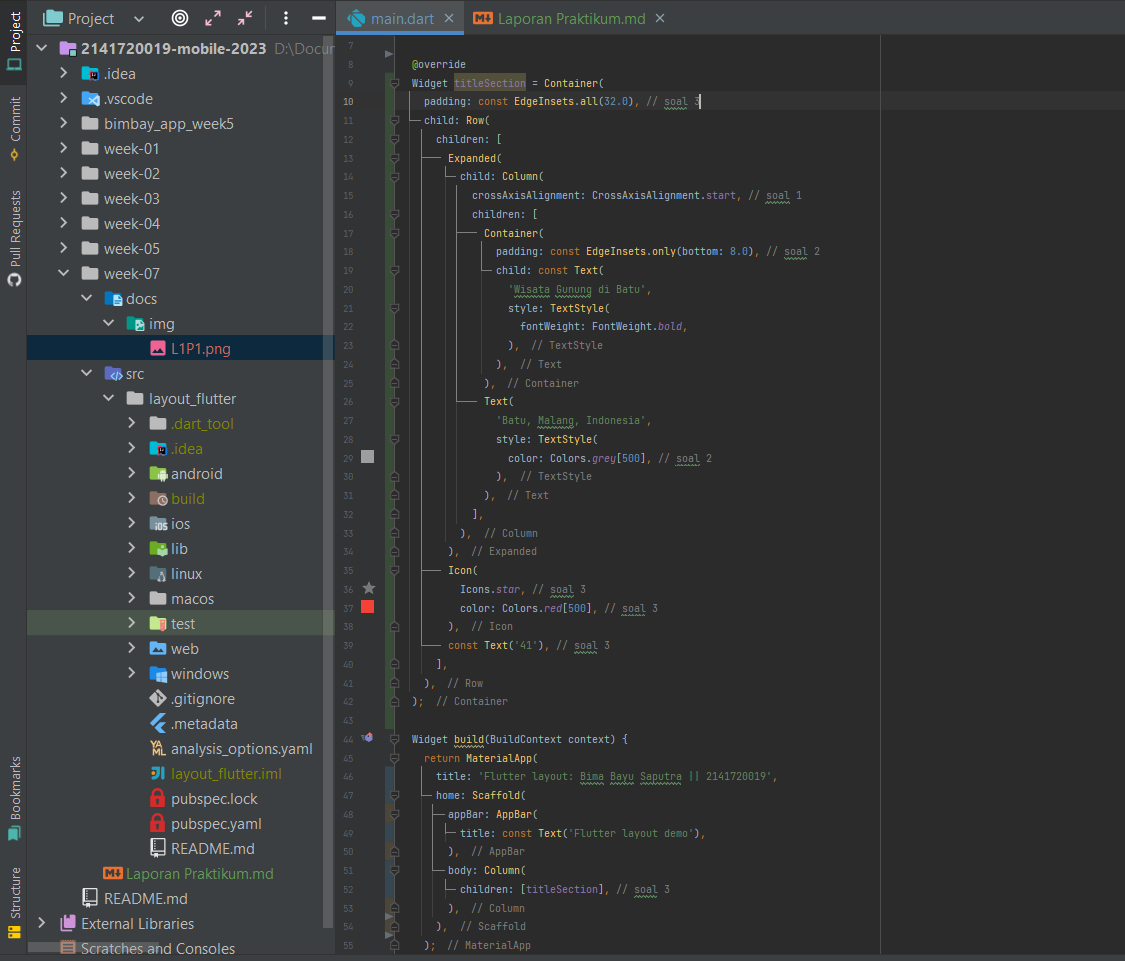 Project
Commit
Pull Requests
Bookmarks
Structure
Project
2141720019-mobile-2023 D:\Docur
.idea
.vscode
bimbay_app_week5
week-01
week-02
week-03
week-04
week-05
week-07
docs
img
L1P1.png
src
layout_flutter
.dart_tool
.idea
android
build
ios
lib
linux
macos
test
web
windows
.gitignore
.metadata
analysis_options.yaml
layout_flutter.iml
pubspec.lock
pubspec.yaml
README.md
Laporan Praktikum.md
README.md
External Libraries
Scratches and Consoles
main.dart
Laporan Praktikum.md
7
8 @override
9 Widget titleSection = Container(
10 padding: const EdgeInsets.all(32.0), // soal 3
11 child: Row(
12 children: [
13 Expanded(
14 child: Column(
15 crossAxisAlignment: CrossAxisAlignment.start, // soal 1
16 children: [
17 Container(
18 padding: const EdgeInsets.only(bottom: 8.0), // soal 2
19 child: const Text(
20 'Wisata Gunung di Batu',
21 style: TextStyle(
22 fontWeight: FontWeight.bold,
23 ), // TextStyle
24 ), // Text
25 ), // Container
26 Text(
27 'Batu, Malang, Indonesia',
28 style: TextStyle(
29 color: Colors.grey[500], // soal 2
30 ), // TextStyle
31 ), // Text
32 ],
33 ), // Column
34 ), // Expanded
35 Icon(
36 Icons.star, // soal 3
37 color: Colors.red[500], // soal 3
38 ), // Icon
39 const Text('41'), // soal 3
40 ],
41 ), // Row
42 ); // Container
43
44 Widget build(BuildContext context) {
45 return MaterialApp(
46 title: 'Flutter layout: Bima Bayu Saputra || 2141720019',
47 home: Scaffold(
48 appBar: AppBar(
49 title: const Text('Flutter layout demo'),
50 ), // AppBar
51 body: Column(
52 children: [titleSection], // soal 3
53 ), // Column
54 ), // Scaffold
55 ); // MaterialApp